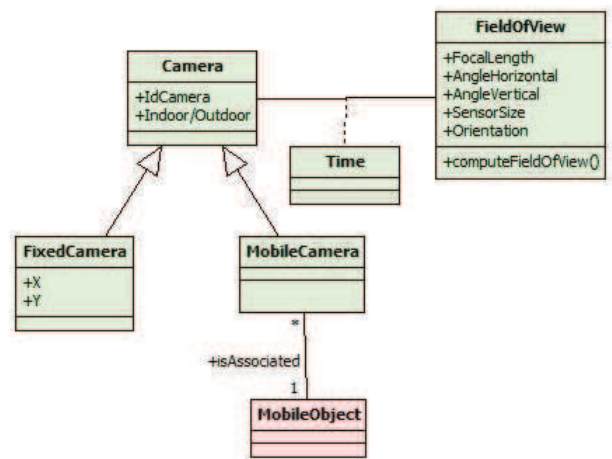 FieldOfView
+FocalLength
+AngleHorizontal
+AngleVertical
+SensorSize
+Orientation
+computeFieldOfView()
Camera
+IdCamera
+Indoor/Outdoor
Time
FixedCamera
+X
+Y
MobileCamera
*
+isAssociated
1
MobileObject